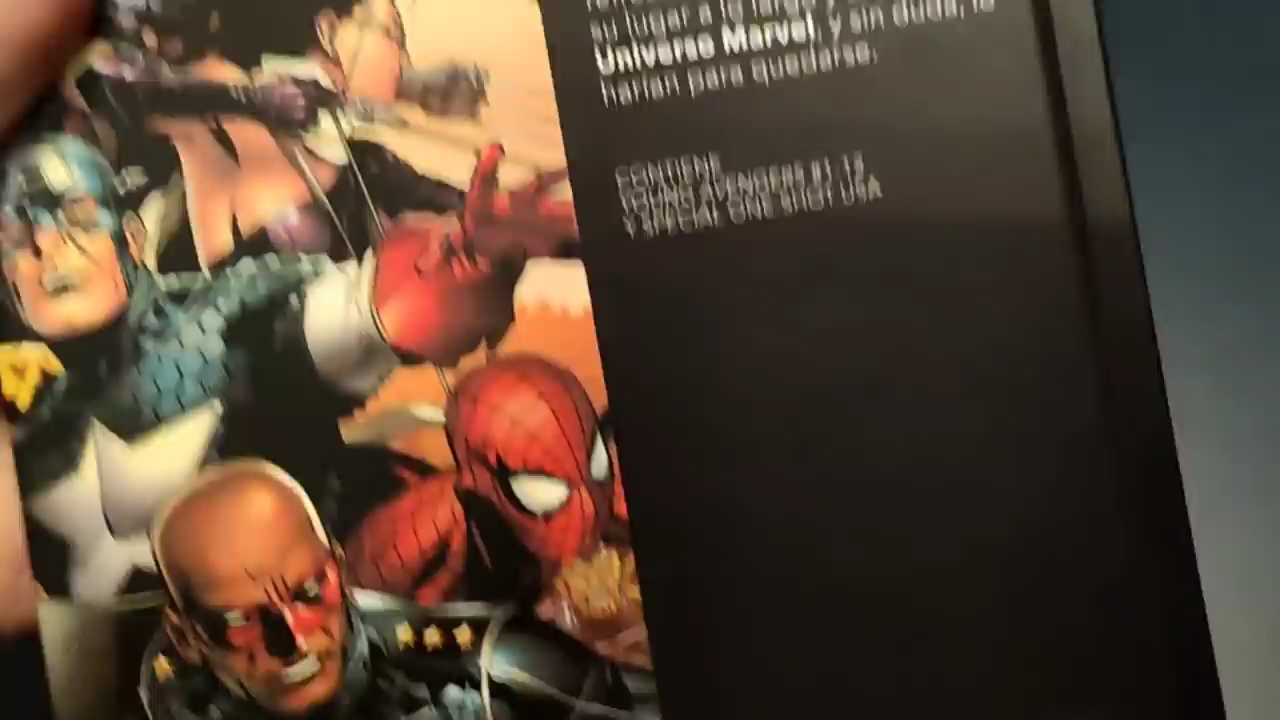 su lugar a lo largo y
Universo Marvel, y sin duda, lo
harían para quedarse.
CONTIENE
YOUNG AVENGERS #1-12
Y SPECIAL ONE SHOT USA